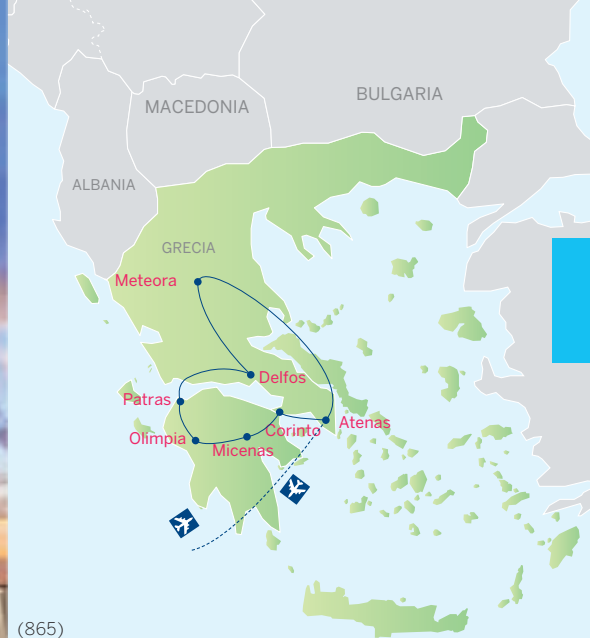 BULGARIA
MACEDONIA
ALBANIA
GRECIA
Meteora
Delfos
Patras
Atenas
Corinto
Olimpia
Micenas
(865)